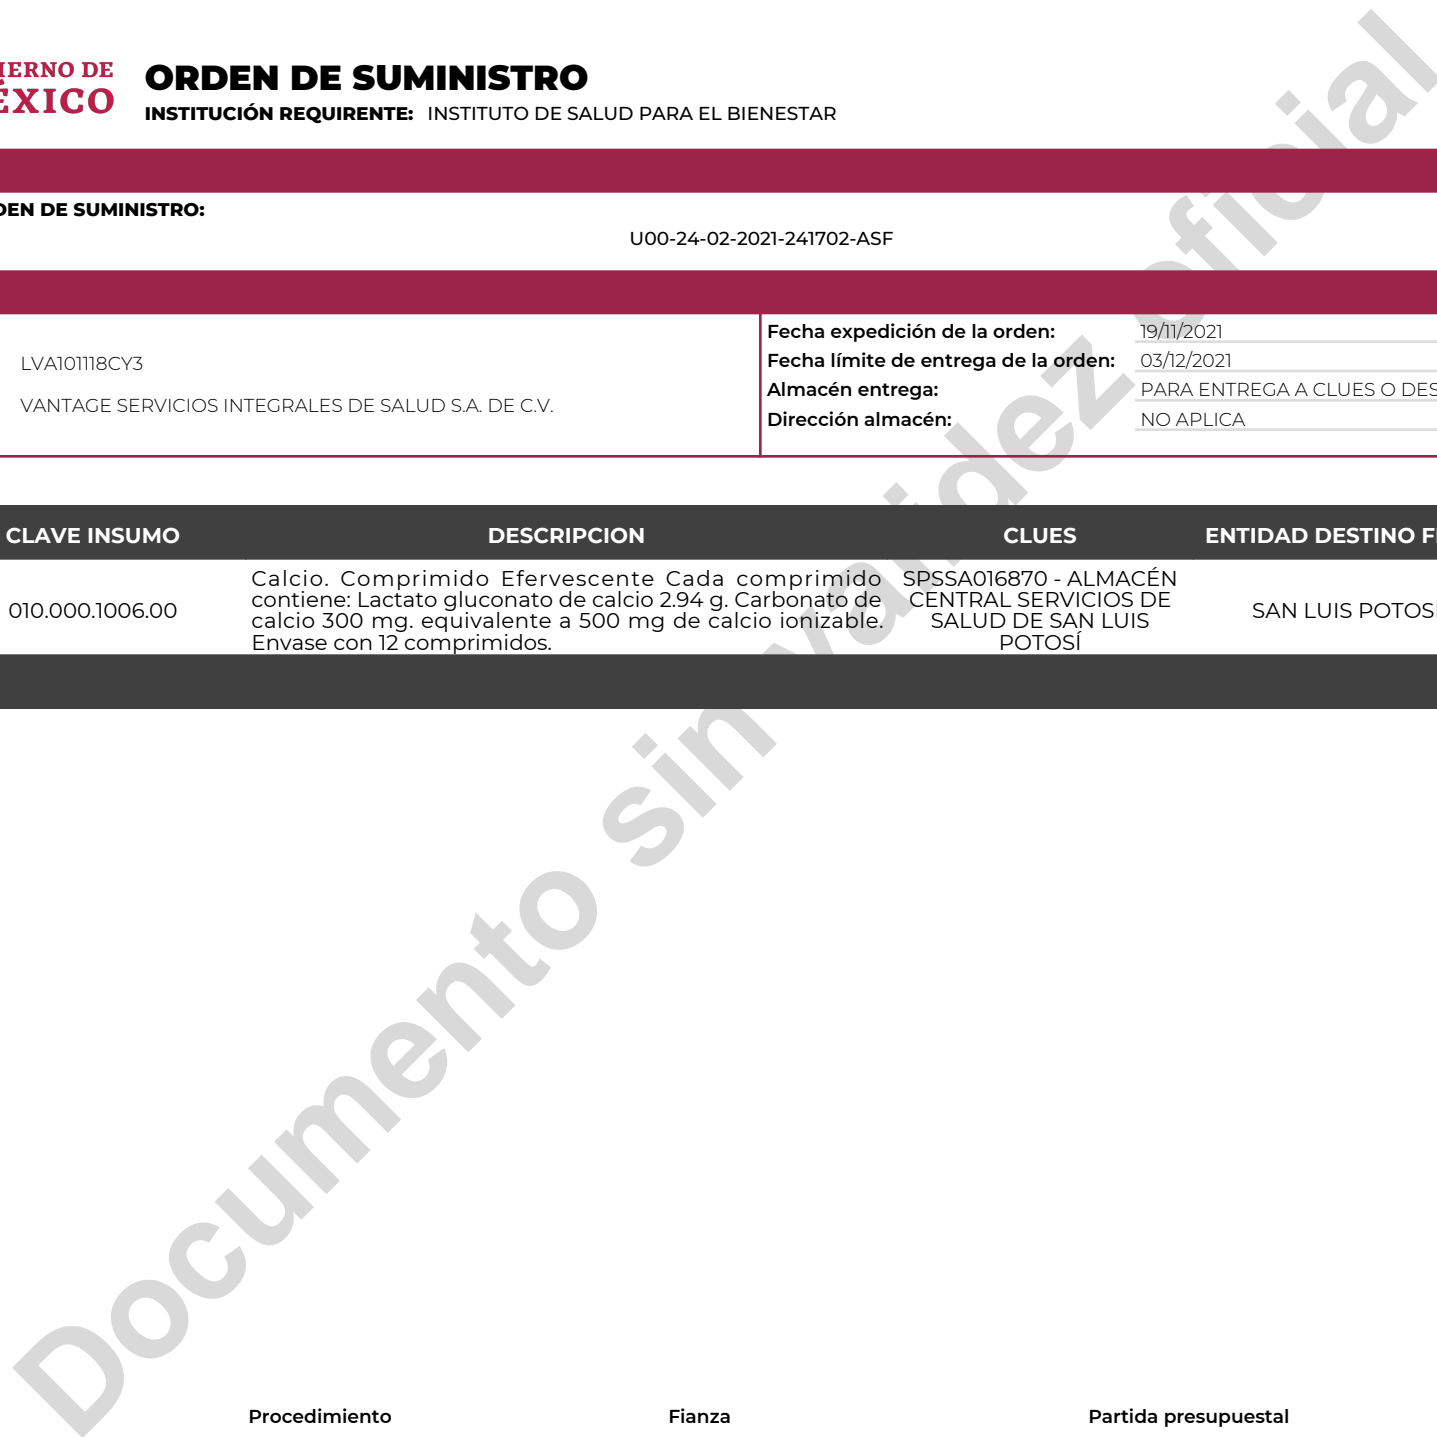 IERNO DE
ÉXICO
ORDEN DE SUMINISTRO
INSTITUCIÓN REQUIRENTE: INSTITUTO DE SALUD PARA EL BIENESTAR
DEN DE SUMINISTRO:
U00-24-02-2021-241702-ASF
LVA101118CY3
VANTAGE SERVICIOS INTEGRALES DE SALUD S.A. DE C.V.
Fecha expedición de la orden: 19/11/2021
Fecha límite de entrega de la orden: 03/12/2021
Almacén entrega: PARA ENTREGA A CLUES O DES
Dirección almacén: NO APLICA
CLAVE INSUMO DESCRIPCION CLUES ENTIDAD DESTINO F
010.000.1006.00
Calcio. Comprimido Efervescente Cada comprimido
contiene: Lactato gluconato de calcio 2.94 g. Carbonato de
calcio 300 mg. equivalente a 500 mg de calcio ionizable.
Envase con 12 comprimidos.
SPSSA016870 - ALMACÉN
CENTRAL SERVICIOS DE
SALUD DE SAN LUIS
POTOSÍ
SAN LUIS POTOSÍ
Documento sin validez oficial
Procedimiento Fianza Partida presupuestal